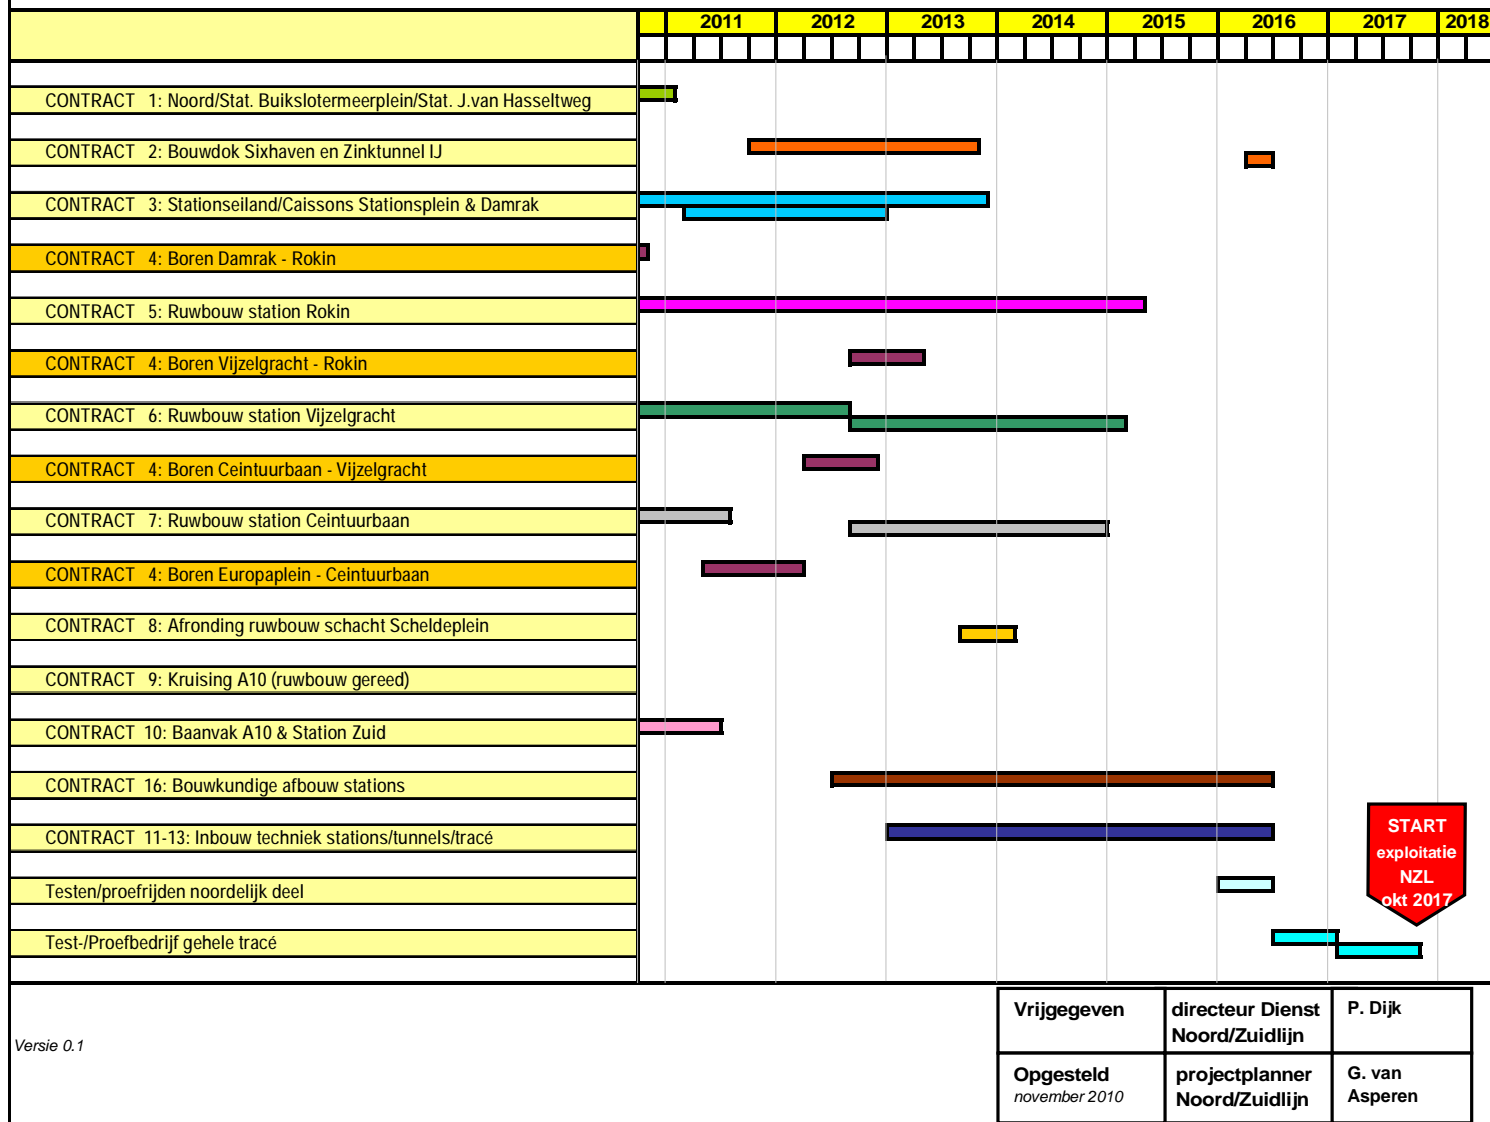 2011 2012 2013 2014 2015 2016 2017 2018
CONTRACT 1: Noord/Stat. Buikslotermeerplein/Stat. J.van Hasseltweg
CONTRACT 2: Bouwdok Sixhaven en Zinktunnel IJ
CONTRACT 3: Stationseiland/Caissons Stationsplein & Damrak
CONTRACT 4: Boren Damrak - Rokin
CONTRACT 5: Ruwbouw station Rokin
CONTRACT 4: Boren Vijzelgracht - Rokin
CONTRACT 6: Ruwbouw station Vijzelgracht
CONTRACT 4: Boren Ceintuurbaan - Vijzelgracht
CONTRACT 7: Ruwbouw station Ceintuurbaan
CONTRACT 4: Boren Europaplein - Ceintuurbaan
CONTRACT 8: Afronding ruwbouw schacht Scheldeplein
CONTRACT 9: Kruising A10 (ruwbouw gereed)
CONTRACT 10: Baanvak A10 & Station Zuid
CONTRACT 16: Bouwkundige afbouw stations
CONTRACT 11-13: Inbouw techniek stations/tunnels/tracé
Testen/proefrijden noordelijk deel
Test-/Proefbedrijf gehele tracé
START
exploitatie
NZL
okt 2017
Versie 0.1
Vrijgegeven
directeur Dienst
Noord/Zuidlijn
P. Dijk
Opgesteld
november 2010
projectplanner
Noord/Zuidlijn
G. van
Asperen